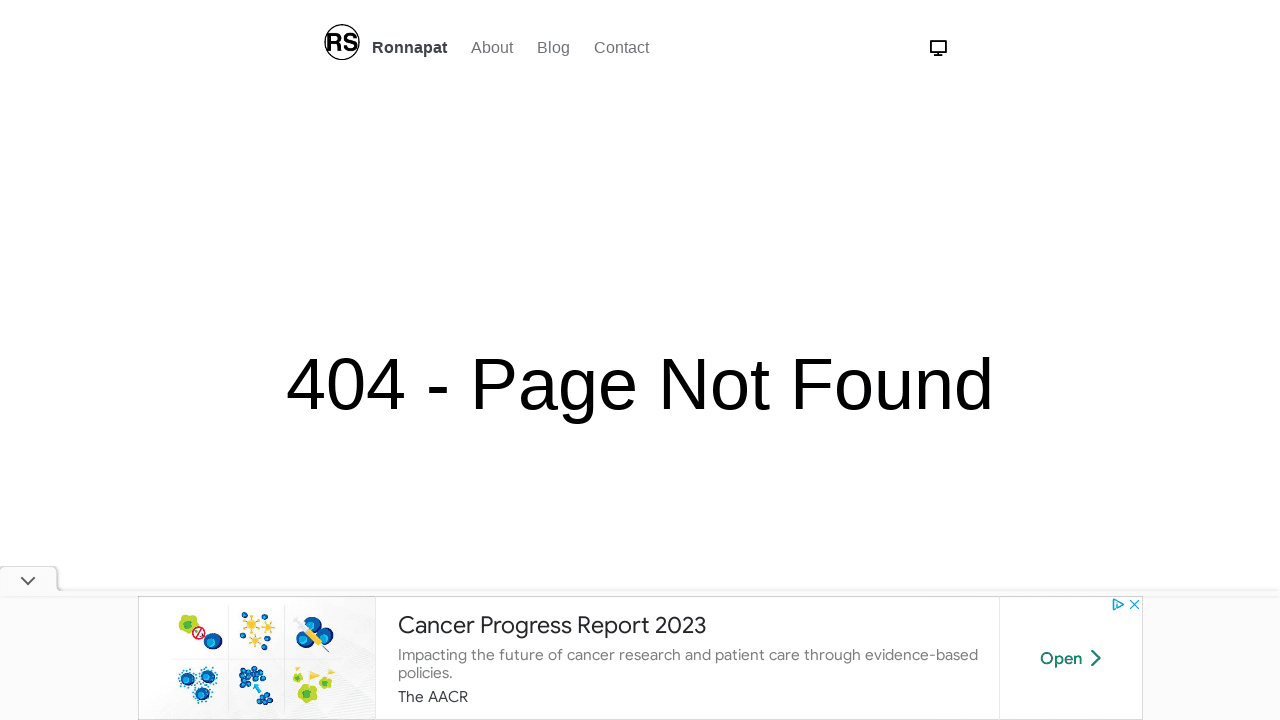 RS Ronnapat About Blog Contact
404 - Page Not Found
Cancer Progress Report 2023
Impacting the future of cancer research and patient care through evidence-based
policies.
The AACR
Open